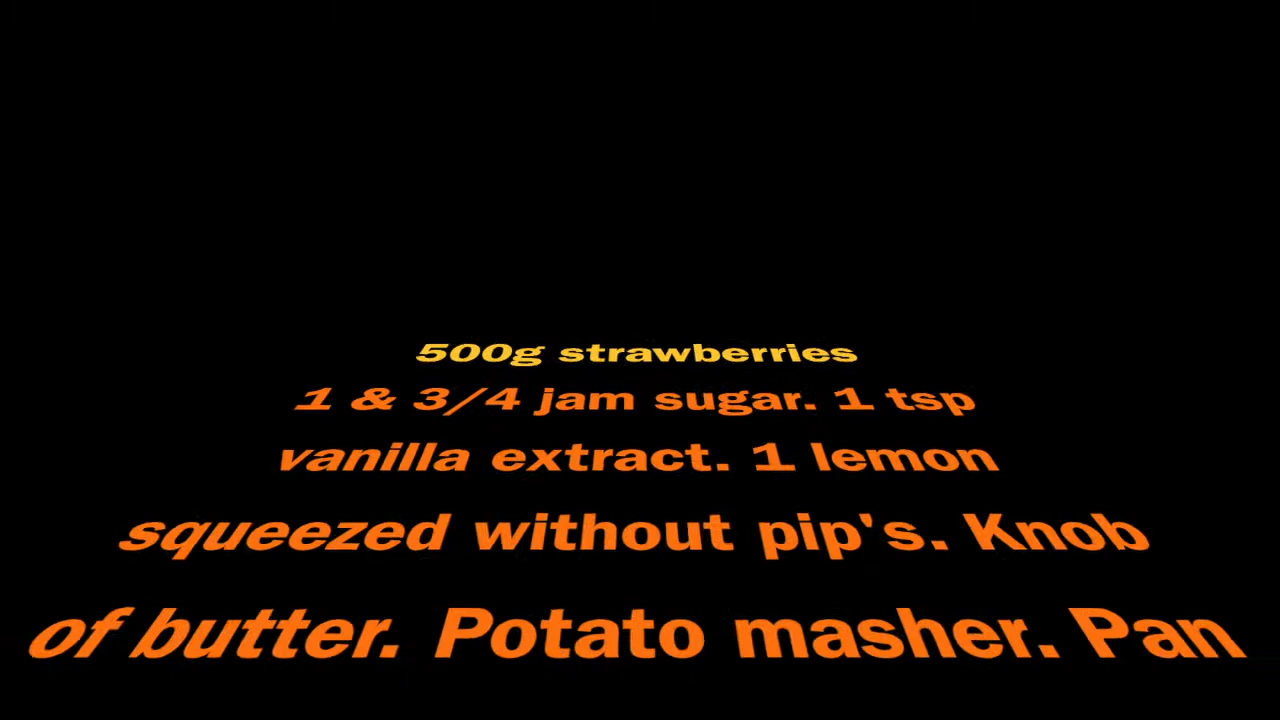 500g strawberries
1 & 3/4 jam sugar. 1 tsp
vanilla extract. 1 lemon
squeezed without pip's. Knob
of butter. Potato masher. Pan